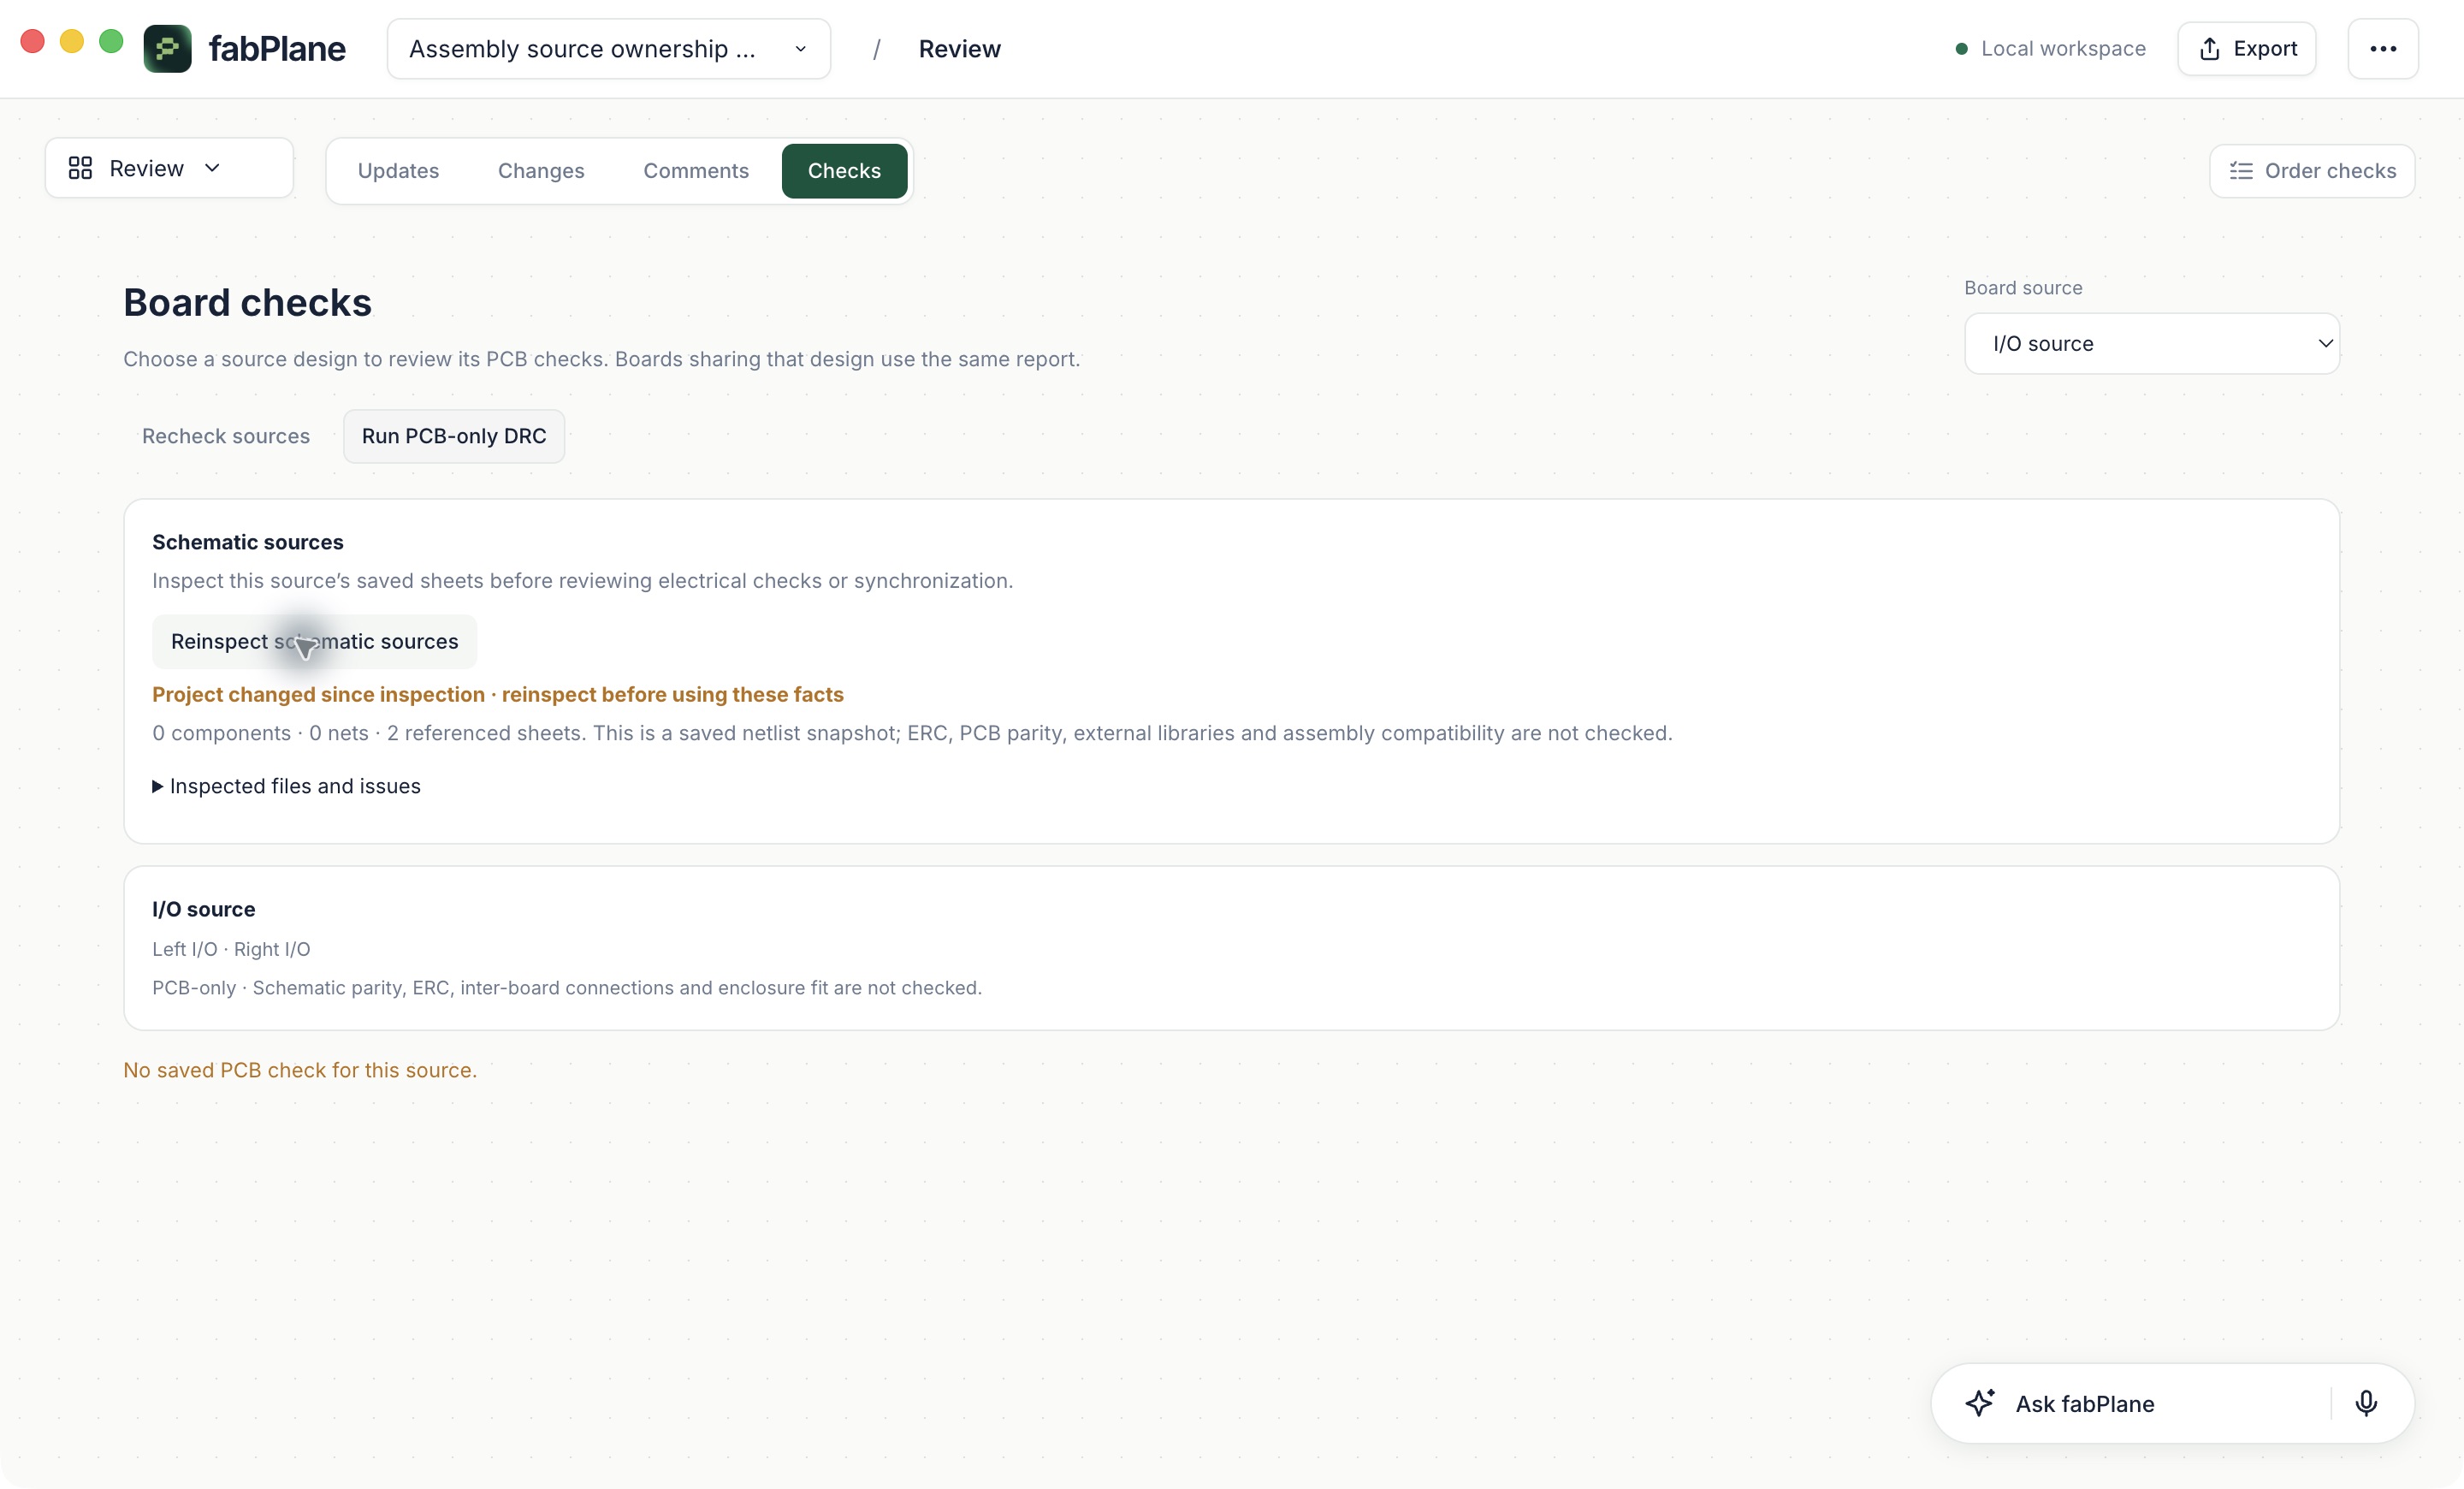 fabPlane
Assembly source ownership ...
/
Review
Local workspace
Export
Review
Updates
Changes
Comments
Checks
Order checks
Board checks
Choose a source design to review its PCB checks. Boards sharing that design use the same report.
Board source
I/O source
Recheck sources
Run PCB-only DRC
Schematic sources
Inspect this source’s saved sheets before reviewing electrical checks or synchronization.
Reinspect schematic sources
Project changed since inspection · reinspect before using these facts
0 components · 0 nets · 2 referenced sheets. This is a saved netlist snapshot; ERC, PCB parity, external libraries and assembly compatibility are not checked.
Inspected files and issues
I/O source
Left I/O · Right I/O
PCB-only · Schematic parity, ERC, inter-board connections and enclosure fit are not checked.
No saved PCB check for this source.
Ask fabPlane